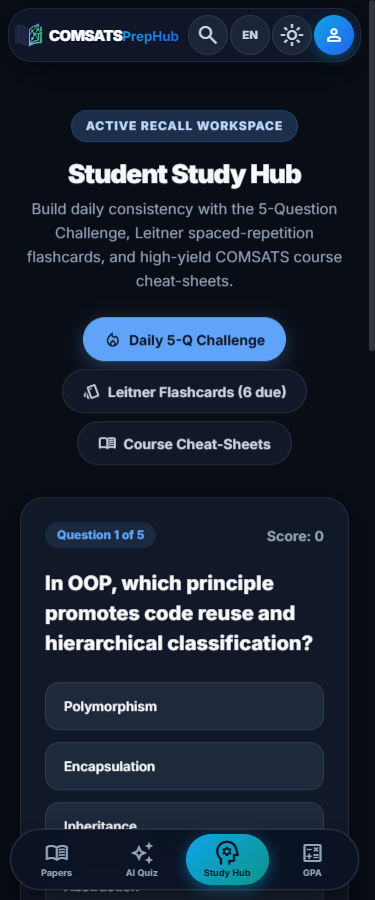 COMSATSPrepHub
EN
ACTIVE RECALL WORKSPACE
Student Study Hub
Build daily consistency with the 5-Question
Challenge, Leitner spaced-repetition
flashcards, and high-yield COMSATS course
cheat-sheets.
Daily 5-Q Challenge
Leitner Flashcards (6 due)
Course Cheat-Sheets
Question 1 of 5
Score: 0
In OOP, which principle
promotes code reuse and
hierarchical classification?
Polymorphism
Encapsulation
Inheritance
Abstraction
Papers
AI Quiz
Study Hub
GPA